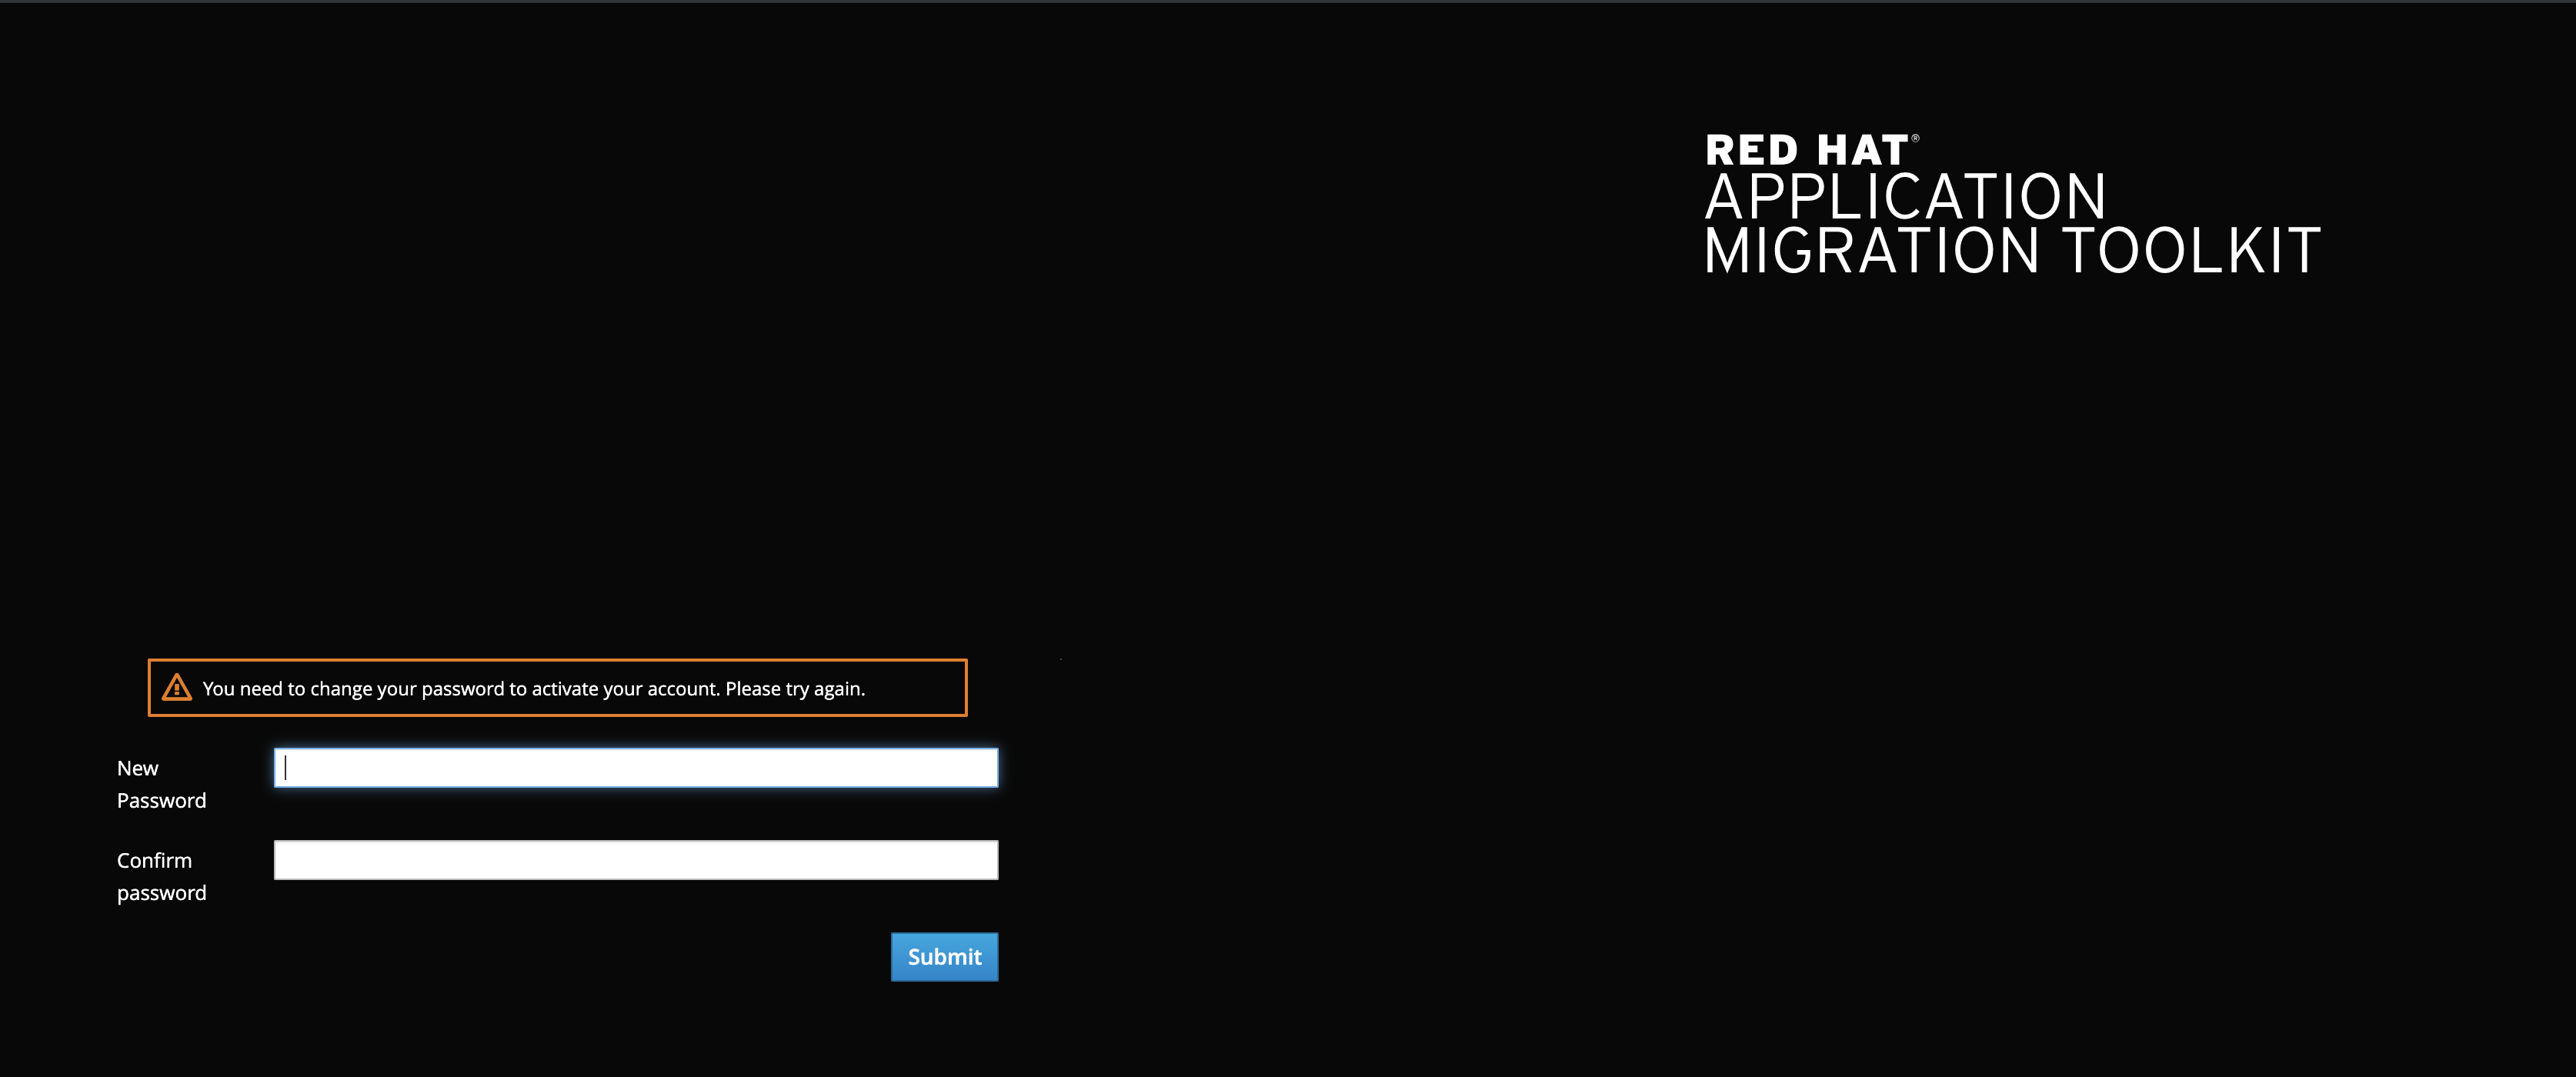 RED HAT®
APPLICATION
MIGRATION TOOLKIT
You need to change your password to activate your account. Please try again.
New
Password
Confirm
password
Submit